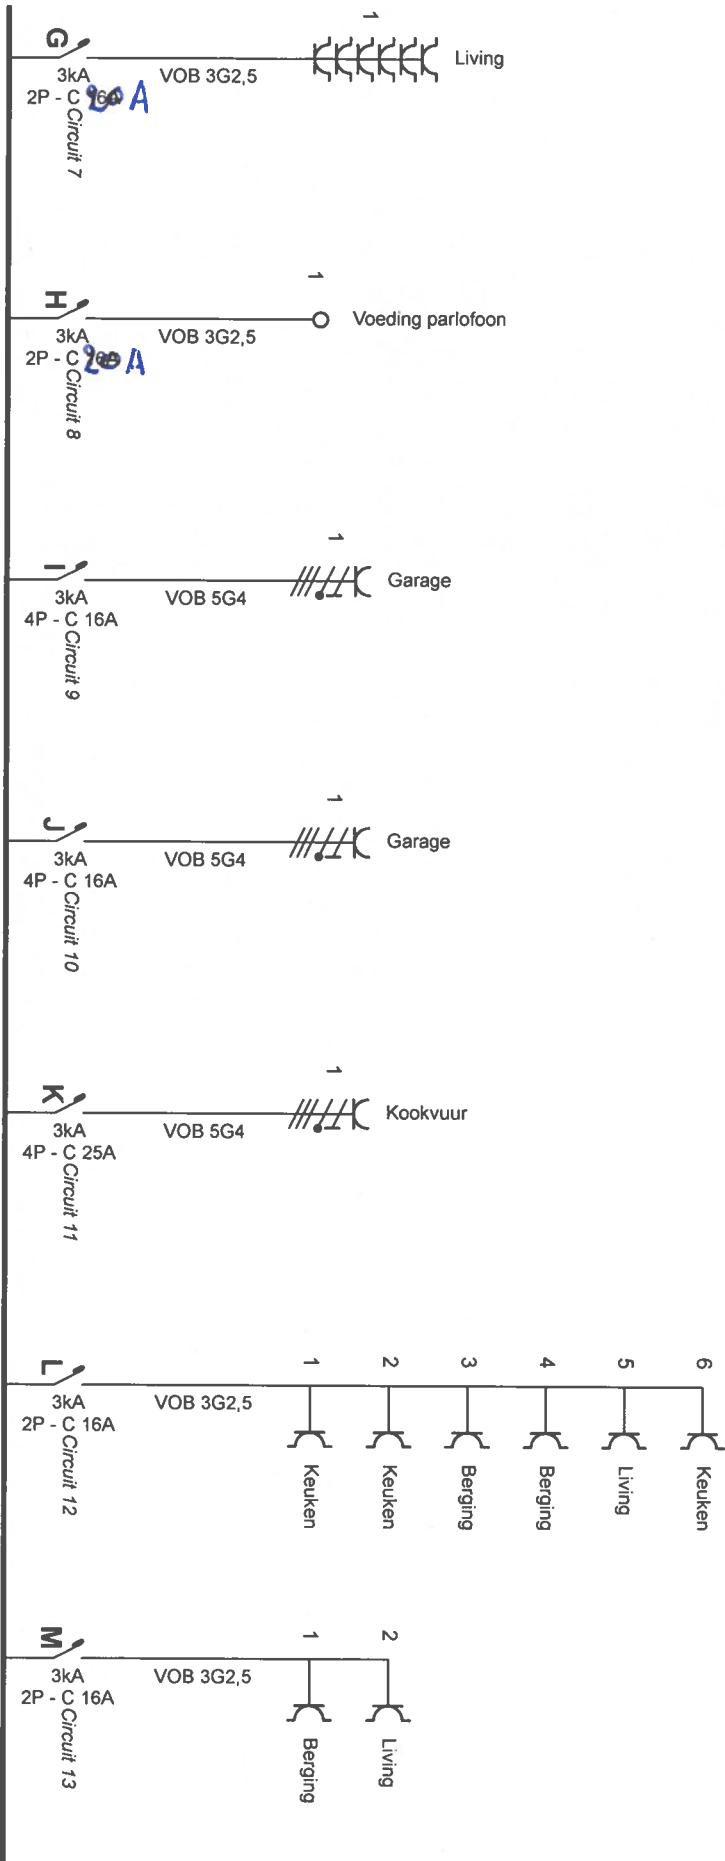 1
G
Living
3kA
VOB 3G2,5
2P - C 20 A
Circuit 7
1
H
Voeding parlofoon
3kA
VOB 3G2,5
2P - C 20 A
Circuit 8
1
I
Garage
3kA
VOB 5G4
4P - C 16A
Circuit 9
1
J
Garage
3kA
VOB 5G4
4P - C 16A
Circuit 10
1
K
Kookvuur
3kA
VOB 5G4
4P - C 25A
Circuit 11
1 2 3 4 5 6
L
3kA
VOB 3G2,5
2P - C 16A
Circuit 12
Keuken Keuken Berging Berging Living Keuken
1 2
M
3kA
VOB 3G2,5
2P - C 16A
Circuit 13
Berging Living